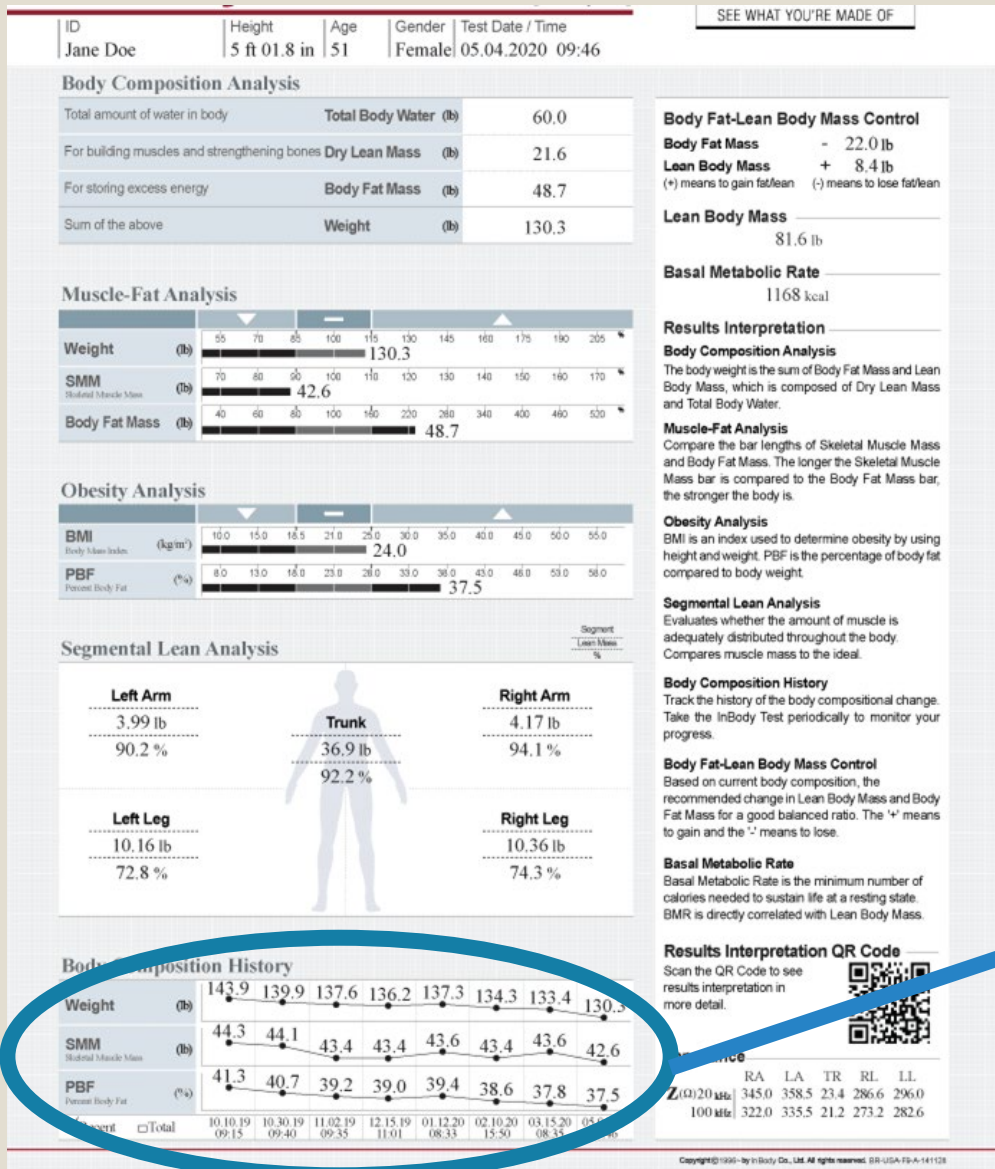 SEE WHAT YOU'RE MADE OF
ID Height Age Gender Test Date / Time
Jane Doe 5 ft 01.8 in 51 Female 05.04.2020 09:46
Body Composition Analysis
Total amount of water in body Total Body Water (lb) 60.0
For building muscles and strengthening bones Dry Lean Mass (lb) 21.6
For storing excess energy Body Fat Mass (lb) 48.7
Sum of the above Weight (lb) 130.3
Muscle-Fat Analysis
55 70 85 100 115 130 145 160 175 190 205 %
Weight (lb) 130.3
70 80 90 100 110 120 130 140 150 160 170 %
SMM (lb) 42.6
Skeletal Muscle Mass
40 60 80 100 160 220 280 340 400 460 520 %
Body Fat Mass (lb) 48.7
Obesity Analysis
10.0 15.0 18.5 21.0 25.0 30.0 35.0 40.0 45.0 50.0 55.0
BMI (kg/m²) 24.0
Body Mass Index
8.0 13.0 18.0 23.0 28.0 33.0 38.0 43.0 48.0 53.0 58.0
PBF (%) 37.5
Percent Body Fat
Segmental Lean Analysis
Segment
Lean Mass
%
Left Arm
3.99 lb
90.2 %
Trunk
36.9 lb
92.2 %
Right Arm
4.17 lb
94.1 %
Left Leg
10.16 lb
72.8 %
Right Leg
10.36 lb
74.3 %
Body Composition History
Weight (lb) 143.9 139.9 137.6 136.2 137.3 134.3 133.4 130.3
SMM (lb) 44.3 44.1 43.4 43.4 43.6 43.4 43.6 42.6
Skeletal Muscle Mass
PBF (%) 41.3 40.7 39.2 39.0 39.4 38.6 37.8 37.5
Percent Body Fat
Total 10.10.19 10.30.19 11.02.19 12.15.19 01.12.20 02.10.20 03.15.20
09:15 09:40 09:35 11:01 08:33 15:50 08:35
Body Fat-Lean Body Mass Control
Body Fat Mass - 22.0 lb
Lean Body Mass + 8.4 lb
(+) means to gain fat/lean (-) means to lose fat/lean
Lean Body Mass
81.6 lb
Basal Metabolic Rate
1168 kcal
Results Interpretation
Body Composition Analysis
The body weight is the sum of Body Fat Mass and Lean
Body Mass, which is composed of Dry Lean Mass
and Total Body Water.
Muscle-Fat Analysis
Compare the bar lengths of Skeletal Muscle Mass
and Body Fat Mass. The longer the Skeletal Muscle
Mass bar is compared to the Body Fat Mass bar,
the stronger the body is.
Obesity Analysis
BMI is an index used to determine obesity by using
height and weight. PBF is the percentage of body fat
compared to body weight.
Segmental Lean Analysis
Evaluates whether the amount of muscle is
adequately distributed throughout the body.
Compares muscle mass to the ideal.
Body Composition History
Track the history of the body compositional change.
Take the InBody Test periodically to monitor your
progress.
Body Fat-Lean Body Mass Control
Based on current body composition, the
recommended change in Lean Body Mass and Body
Fat Mass for a good balanced ratio. The '+' means
to gain and the '-' means to lose.
Basal Metabolic Rate
Basal Metabolic Rate is the minimum number of
calories needed to sustain life at a resting state.
BMR is directly correlated with Lean Body Mass.
Results Interpretation QR Code
Scan the QR Code to see
results interpretation in
more detail.
RA LA TR RL LL
Z(Ω)20 kHz 345.0 358.5 23.4 286.6 296.0
100 kHz 322.0 335.5 21.2 273.2 282.6
Copyright©1996~ by InBody Co., Ltd. All rights reserved. BR-USA-F9-A-141128